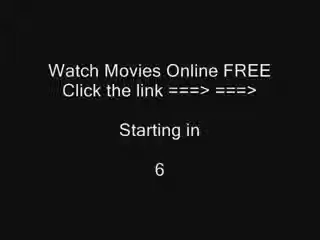 Watch Movies Online FREE
Click the link ===> ===>
Starting in
6